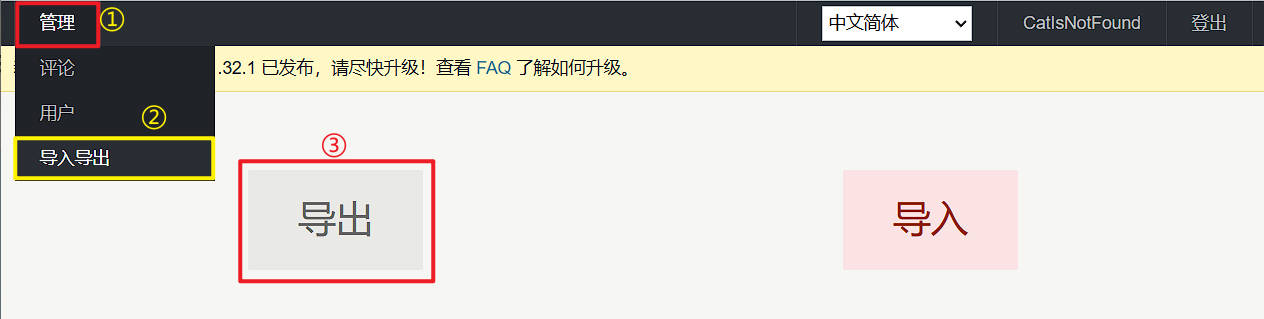 管理 ① 中文简体 CatIsNotFound 登出
评论 .32.1 已发布，请尽快升级！查看 FAQ 了解如何升级。
用户 ②
导入导出 ③
导出 导入